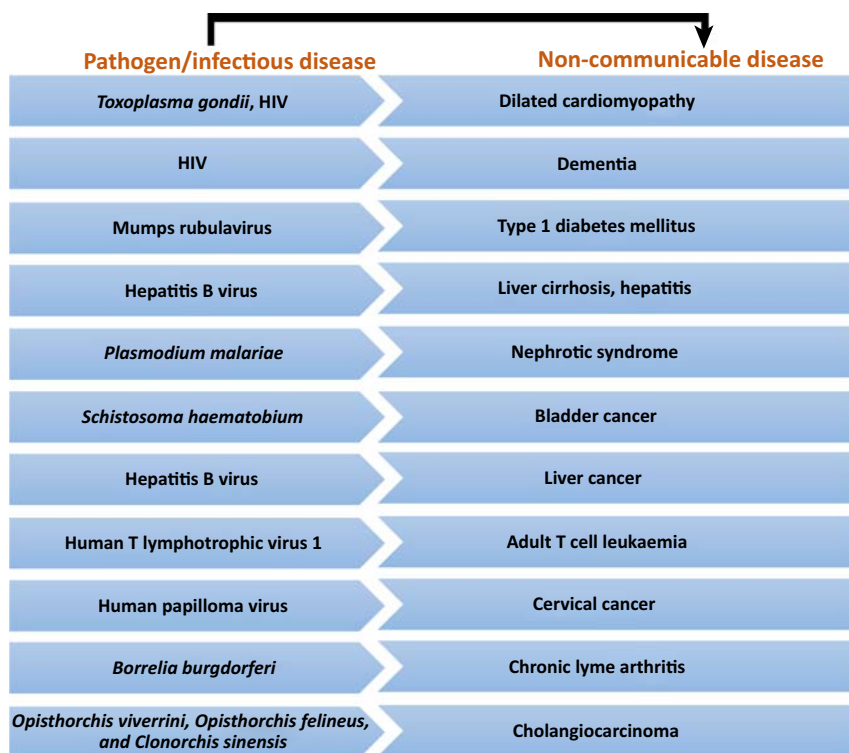 Pathogen/infectious disease Non-communicable disease
Toxoplasma gondii, HIV Dilated cardiomyopathy
HIV Dementia
Mumps rubulavirus Type 1 diabetes mellitus
Hepatitis B virus Liver cirrhosis, hepatitis
Plasmodium malariae Nephrotic syndrome
Schistosoma haematobium Bladder cancer
Hepatitis B virus Liver cancer
Human T lymphotrophic virus 1 Adult T cell leukaemia
Human papilloma virus Cervical cancer
Borrelia burgdorferi Chronic lyme arthritis
Opisthorchis viverrini, Opisthorchis felineus,
and Clonorchis sinensis Cholangiocarcinoma